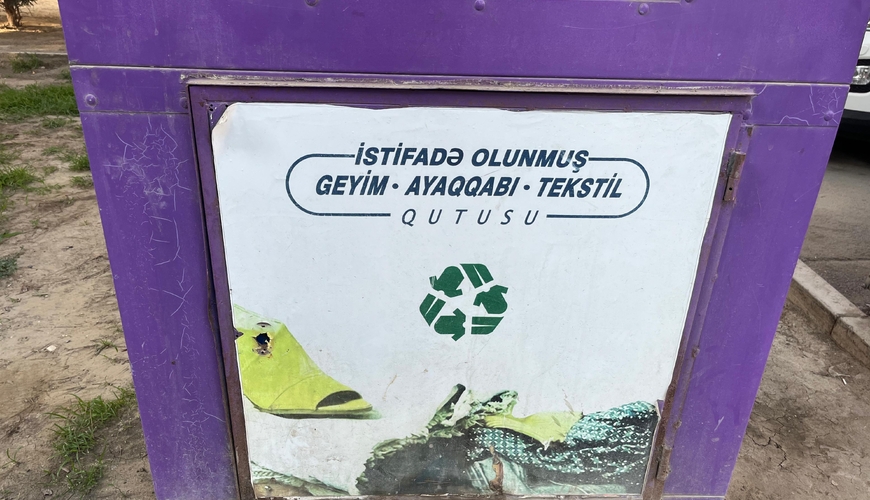 İSTİFADƏ OLUNMUŞ
GEYİM • AYAQQABI • TEKSTİL
QUTUSU